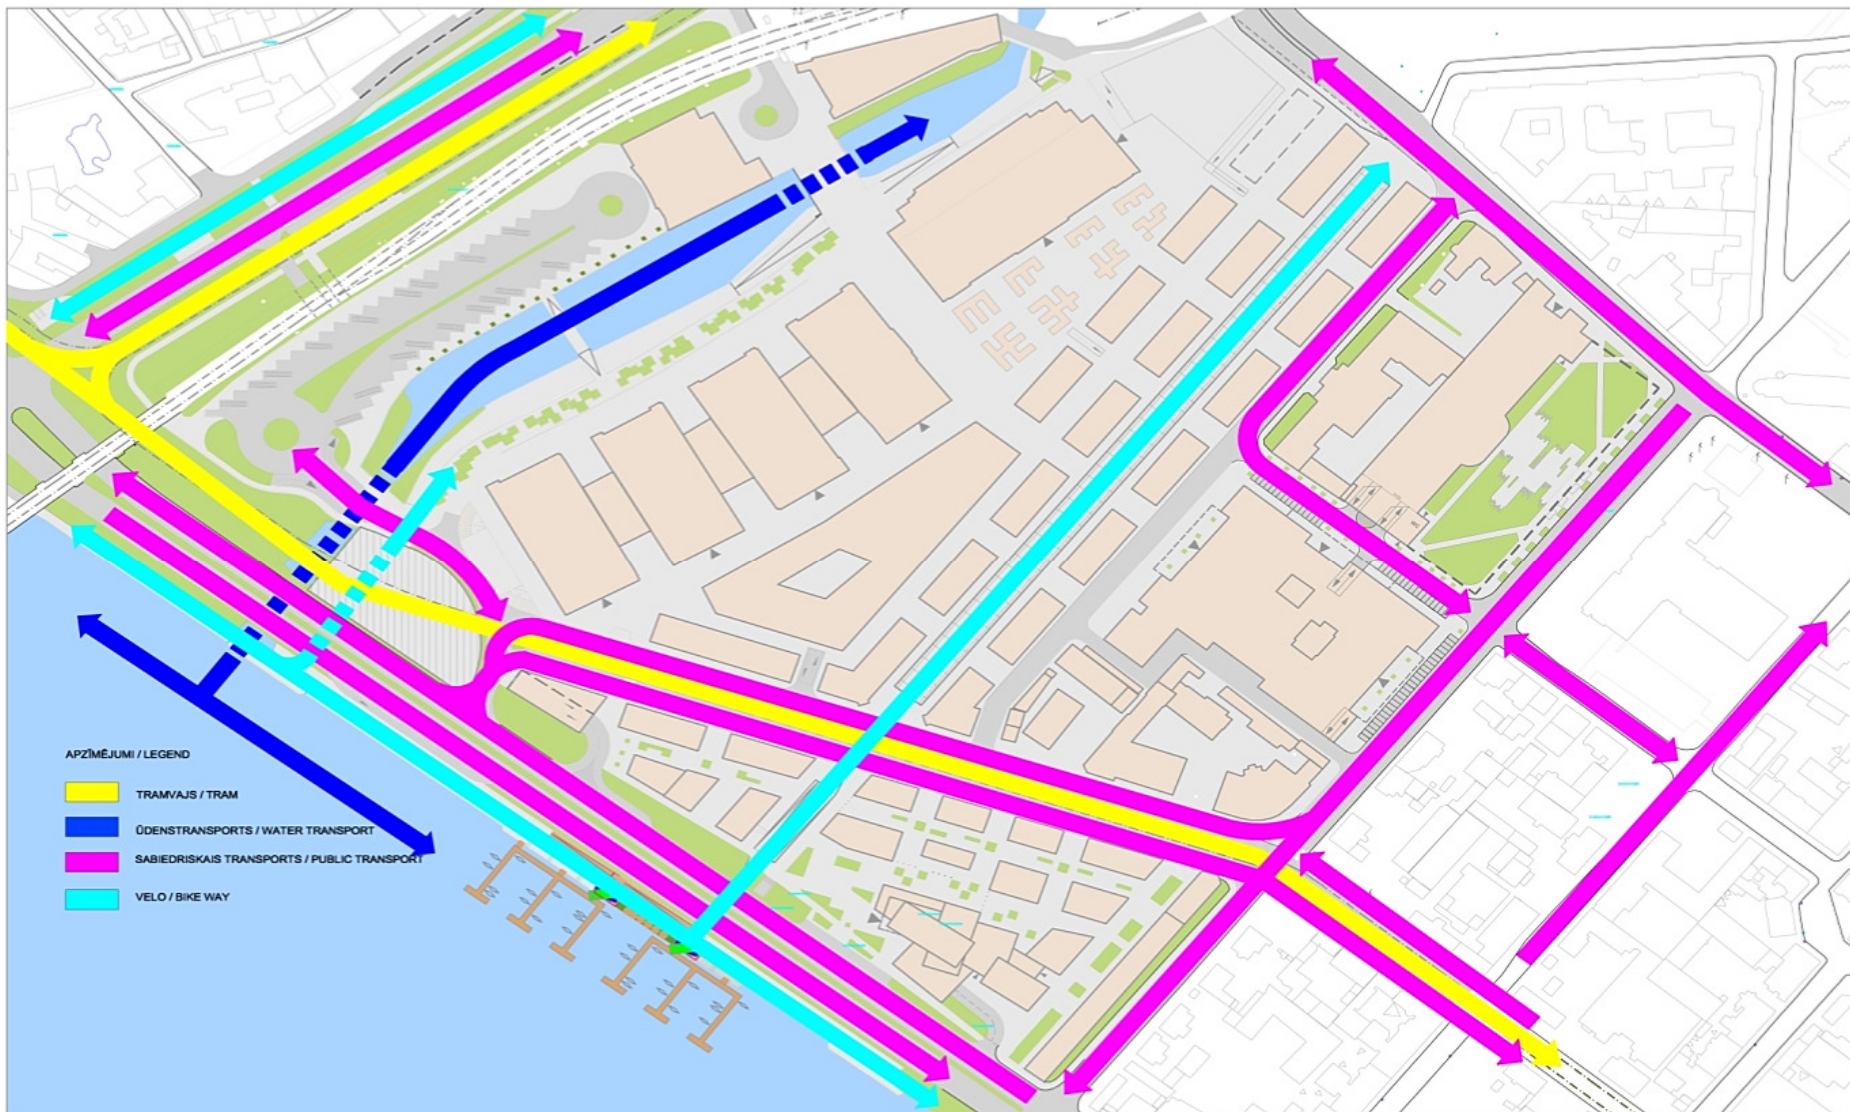 APZĪMĒJUMI / LEGEND
TRAMVAJS / TRAM
ŪDENSTRANSPORTS / WATER TRANSPORT
SABIEDRISKAIS TRANSPORTS / PUBLIC TRANSPORT
VELO / BIKE WAY